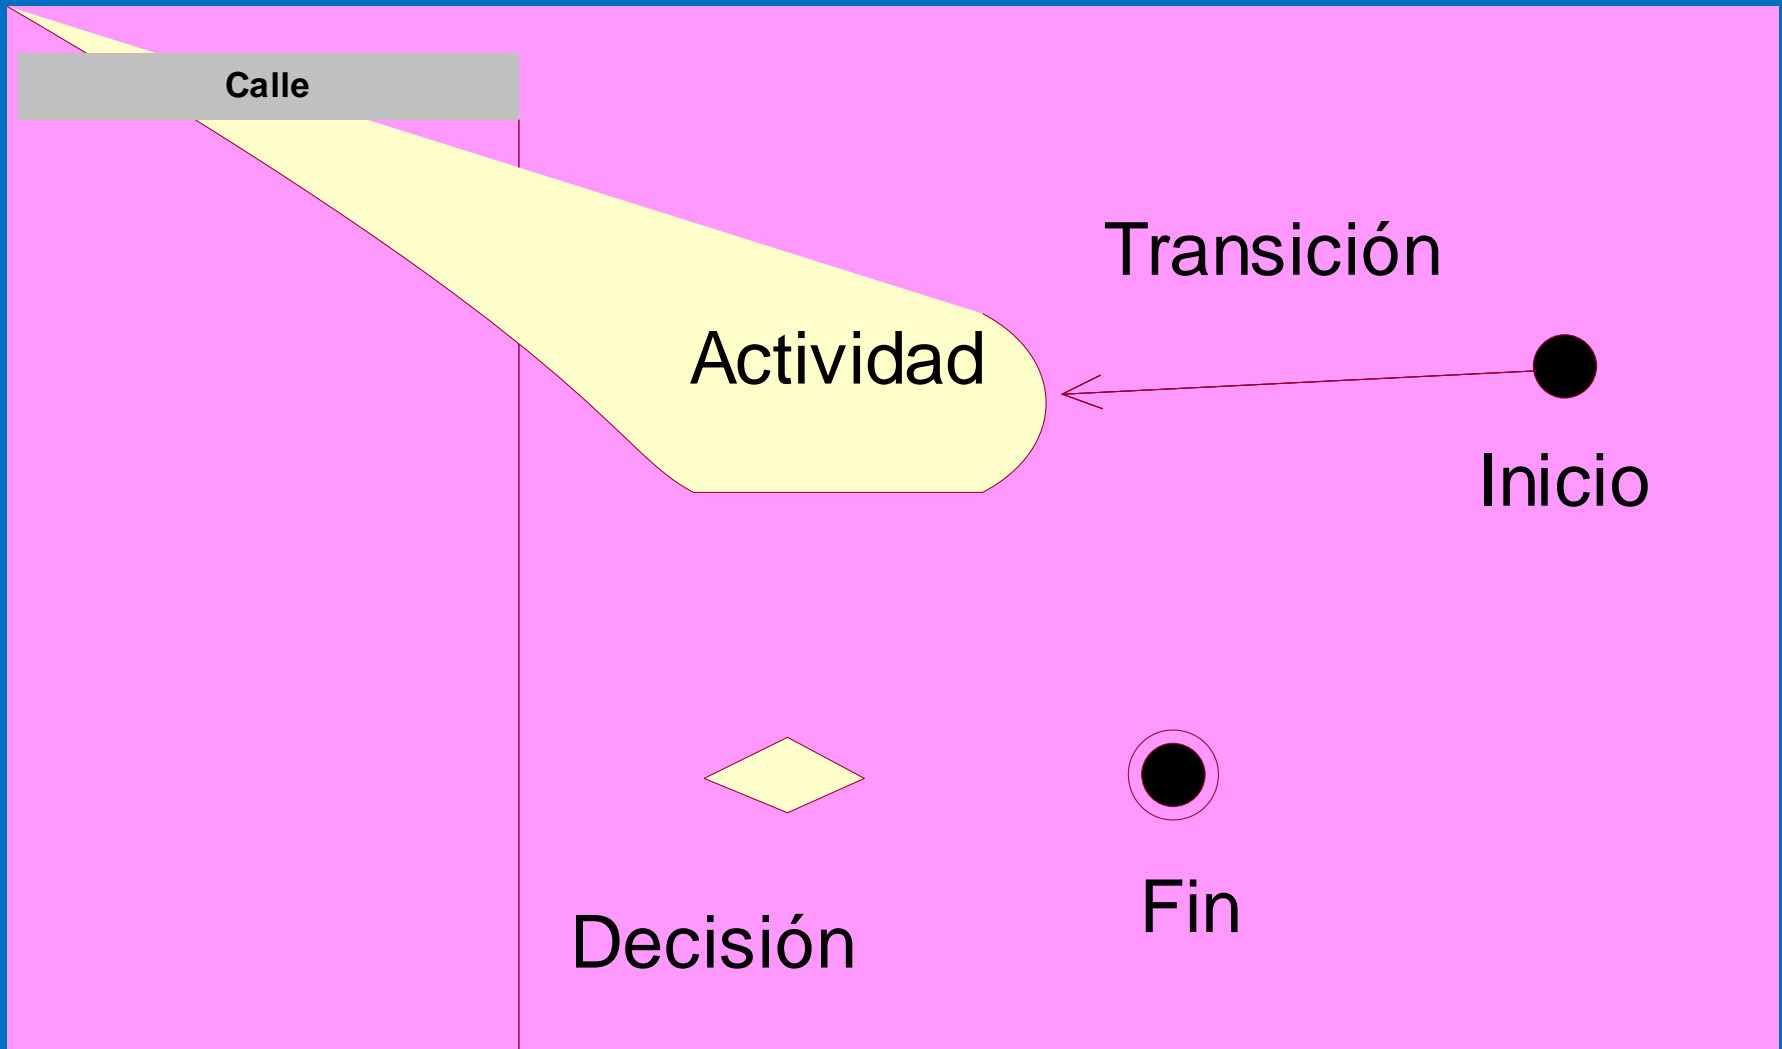 Calle
Transición
Actividad
Inicio
Fin
Decisión